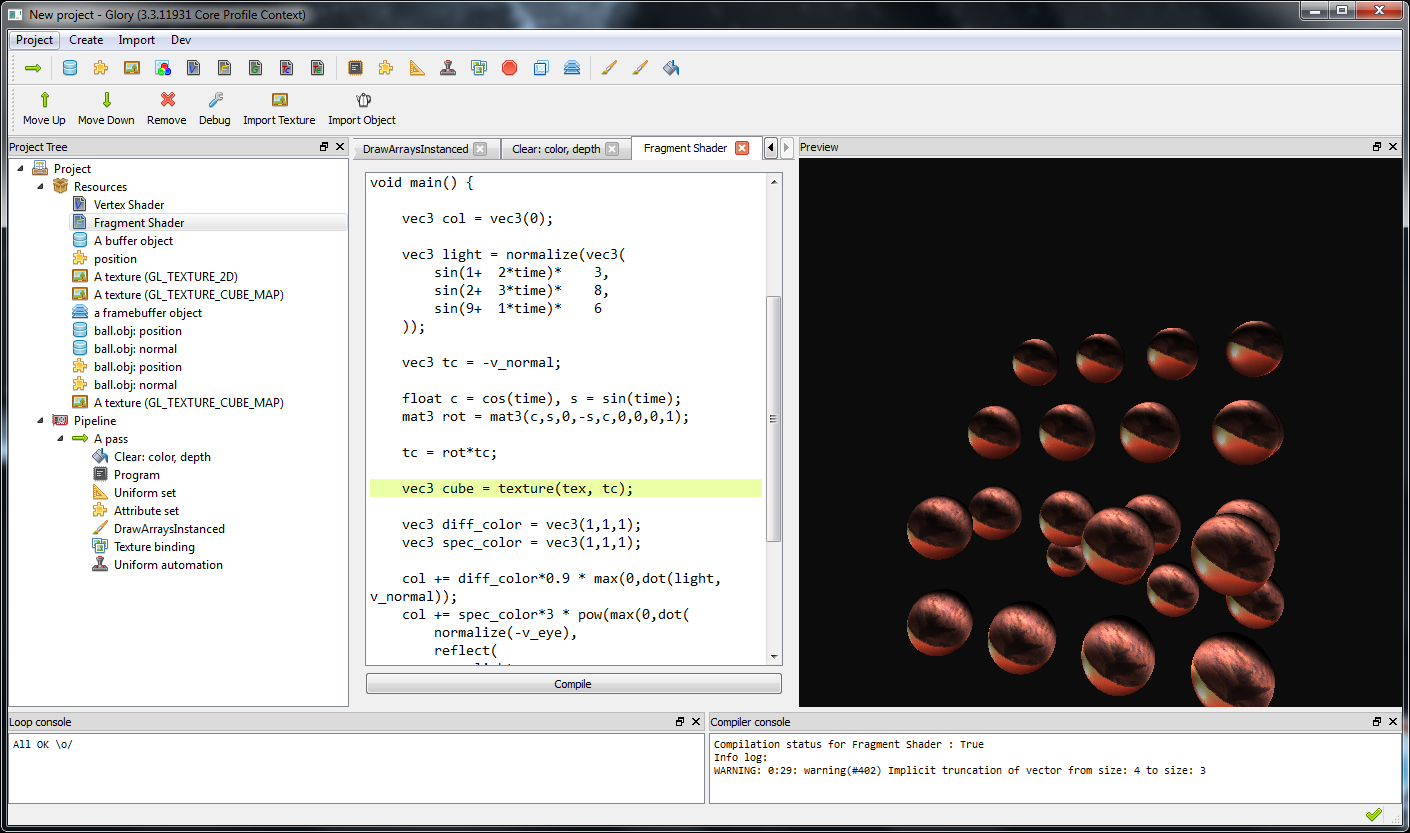 New project - Glory (3.3.11931 Core Profile Context)
Project Create Import Dev
Move Up Move Down Remove Debug Import Texture Import Object
Project Tree
Project
Resources
Vertex Shader
Fragment Shader
A buffer object
position
A texture (GL_TEXTURE_2D)
A texture (GL_TEXTURE_CUBE_MAP)
a framebuffer object
ball.obj: position
ball.obj: normal
ball.obj: position
ball.obj: normal
A texture (GL_TEXTURE_CUBE_MAP)
Pipeline
A pass
Clear: color, depth
Program
Uniform set
Attribute set
DrawArraysInstanced
Texture binding
Uniform automation
DrawArraysInstanced Clear: color, depth Fragment Shader
void main() {
vec3 col = vec3(0);
vec3 light = normalize(vec3(
sin(1+  2*time)*    3,
sin(2+  3*time)*    8,
sin(9+  1*time)*    6
));
vec3 tc = -v_normal;
float c = cos(time), s = sin(time);
mat3 rot = mat3(c,s,0,-s,c,0,0,0,1);
tc = rot*tc;
vec3 cube = texture(tex, tc);
vec3 diff_color = vec3(1,1,1);
vec3 spec_color = vec3(1,1,1);
col += diff_color*0.9 * max(0,dot(light,
v_normal));
col += spec_color*3 * pow(max(0,dot(
normalize(-v_eye),
reflect(
Compile
Preview
Loop console
All OK \o/
Compiler console
Compilation status for Fragment Shader : True
Info log:
WARNING: 0:29: warning(#402) Implicit truncation of vector from size: 4 to size: 3